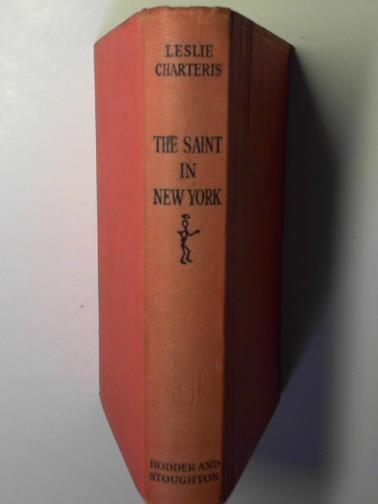 LESLIE
CHARTERIS
THE SAINT
IN
NEW YORK
HODDER AND
STOUGHTON